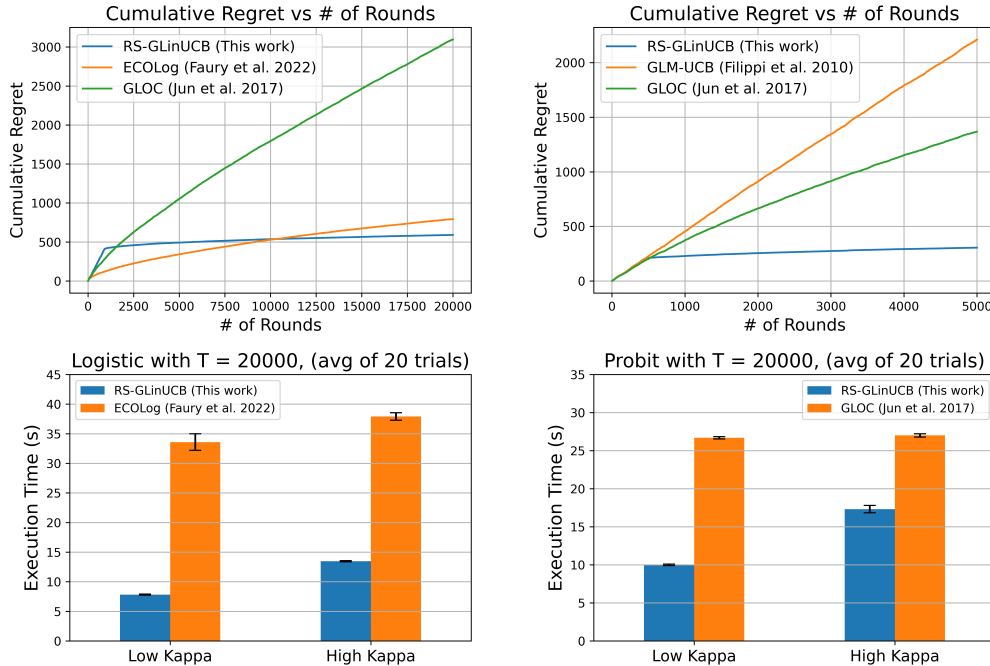 Cumulative Regret vs # of Rounds
Cumulative Regret
3000
2500
2000
1500
1000
500
0
RS-GLinUCB (This work)
ECOLog (Faury et al. 2022)
GLOC (Jun et al. 2017)
0 2500 5000 7500 10000 12500 15000 17500 20000
# of Rounds
Cumulative Regret vs # of Rounds
Cumulative Regret
2000
1500
1000
500
0
RS-GLinUCB (This work)
GLM-UCB (Filippi et al. 2010)
GLOC (Jun et al. 2017)
0 1000 2000 3000 4000 5000
# of Rounds
Logistic with T = 20000, (avg of 20 trials)
Execution Time (s)
45
40
35
30
25
20
15
10
5
0
RS-GLinUCB (This work)
ECOLog (Faury et al. 2022)
Low Kappa High Kappa
Probit with T = 20000, (avg of 20 trials)
Execution Time (s)
35
30
25
20
15
10
5
0
RS-GLinUCB (This work)
GLOC (Jun et al. 2017)
Low Kappa High Kappa